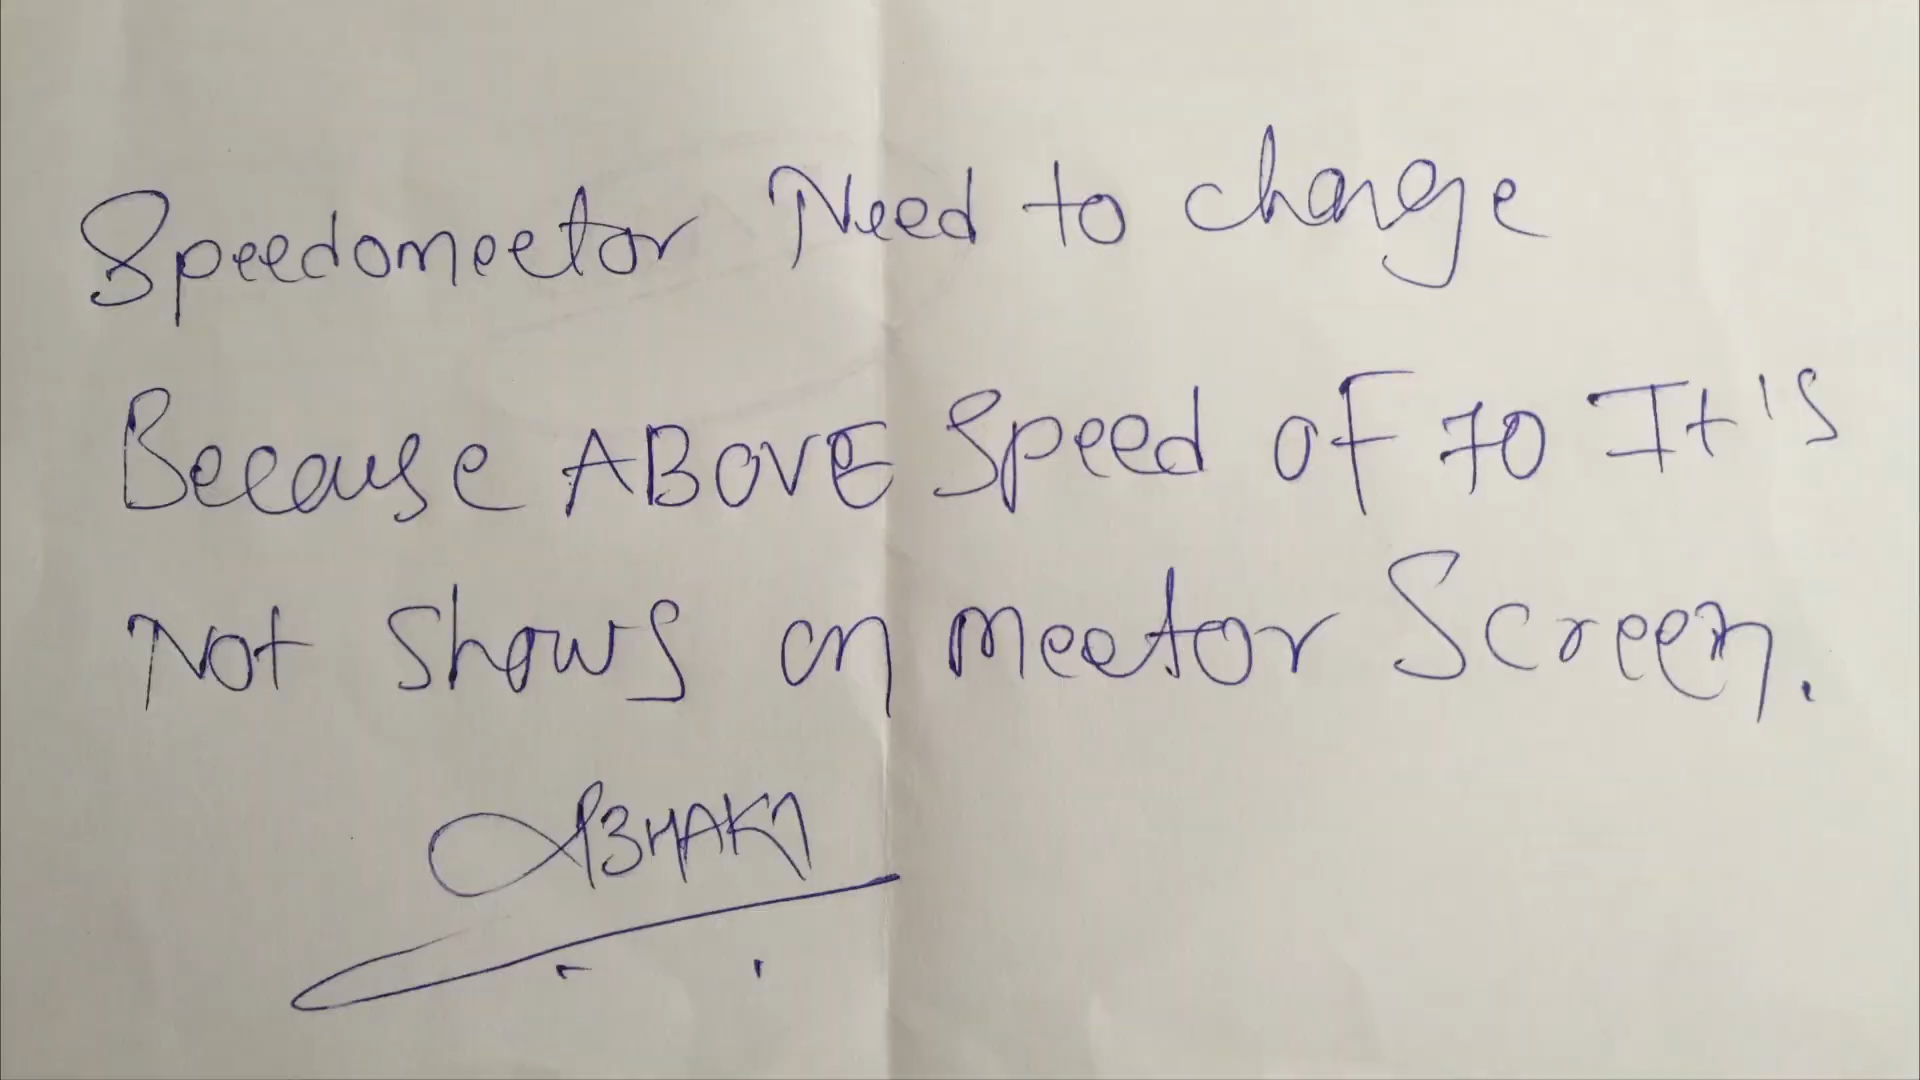 Speedomeetor Need to change
Because ABOVE Speed of 70 It's
Not Shows on meetor Screen.